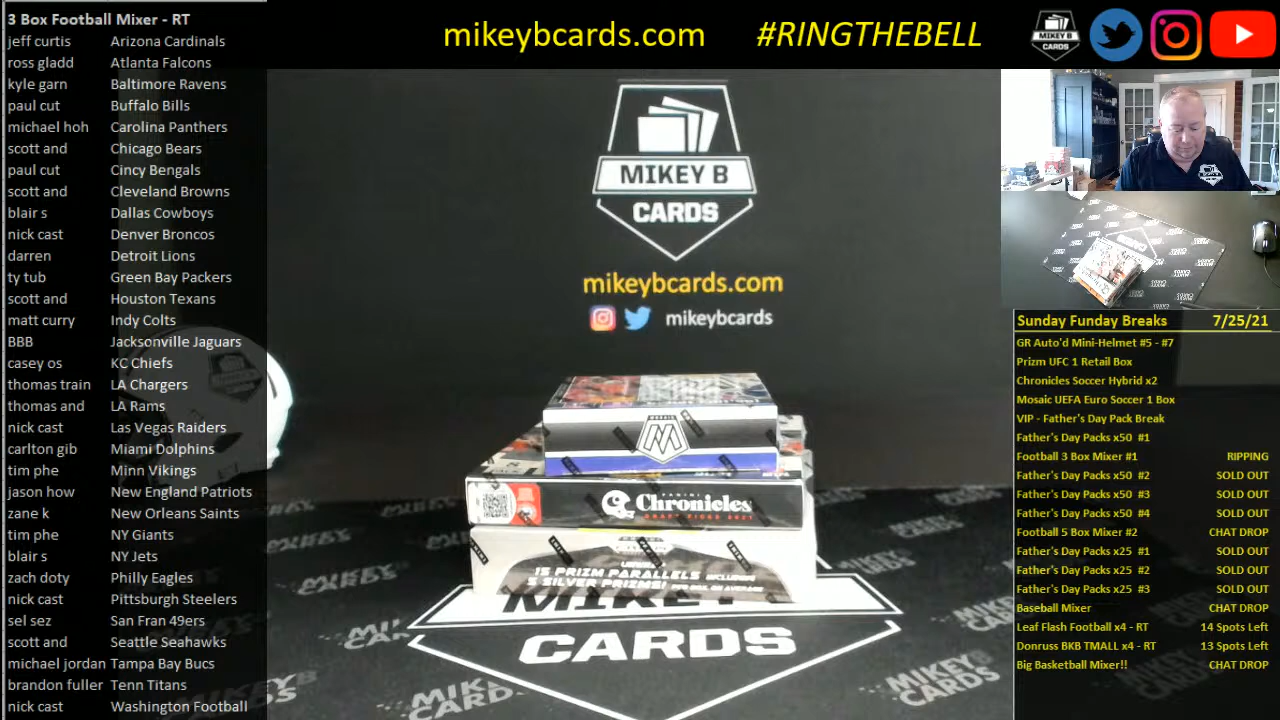 3 Box Football Mixer - RT
jeff curtis Arizona Cardinals
ross gladd Atlanta Falcons
kyle garn Baltimore Ravens
paul cut Buffalo Bills
michael hoh Carolina Panthers
scott and Chicago Bears
paul cut Cincy Bengals
scott and Cleveland Browns
blair s Dallas Cowboys
nick cast Denver Broncos
darren Detroit Lions
ty tub Green Bay Packers
scott and Houston Texans
matt curry Indy Colts
BBB Jacksonville Jaguars
casey os KC Chiefs
thomas train LA Chargers
thomas and LA Rams
nick cast Las Vegas Raiders
carlton gib Miami Dolphins
tim phe Minn Vikings
jason how New England Patriots
zane k New Orleans Saints
tim phe NY Giants
blair s NY Jets
zach doty Philly Eagles
nick cast Pittsburgh Steelers
sel sez San Fran 49ers
scott and Seattle Seahawks
michael jordan Tampa Bay Bucs
brandon fuller Tenn Titans
nick cast Washington Football
mikeybcards.com #RINGTHEBELL
MIKEY B
CARDS
MIKEY B
CARDS
mikeybcards.com
mikeybcards
PANINI
Chronicles
DRAFT PICKS 2021
15 PRIZM PARALLELS INCLUDING
5 SILVER PRIZMS! PER BOX, ON AVERAGE
MIKEY B
CARDS
Sunday Funday Breaks 7/25/21
GR Auto'd Mini-Helmet #5 - #7
Prizm UFC 1 Retail Box
Chronicles Soccer Hybrid x2
Mosaic UEFA Euro Soccer 1 Box
VIP - Father's Day Pack Break
Father's Day Packs x50 #1
Football 3 Box Mixer #1 RIPPING
Father's Day Packs x50 #2 SOLD OUT
Father's Day Packs x50 #3 SOLD OUT
Father's Day Packs x50 #4 SOLD OUT
Football 5 Box Mixer #2 CHAT DROP
Father's Day Packs x25 #1 SOLD OUT
Father's Day Packs x25 #2 SOLD OUT
Father's Day Packs x25 #3 SOLD OUT
Baseball Mixer CHAT DROP
Leaf Flash Football x4 - RT 14 Spots Left
Donruss BKB TMALL x4 - RT 13 Spots Left
Big Basketball Mixer!! CHAT DROP